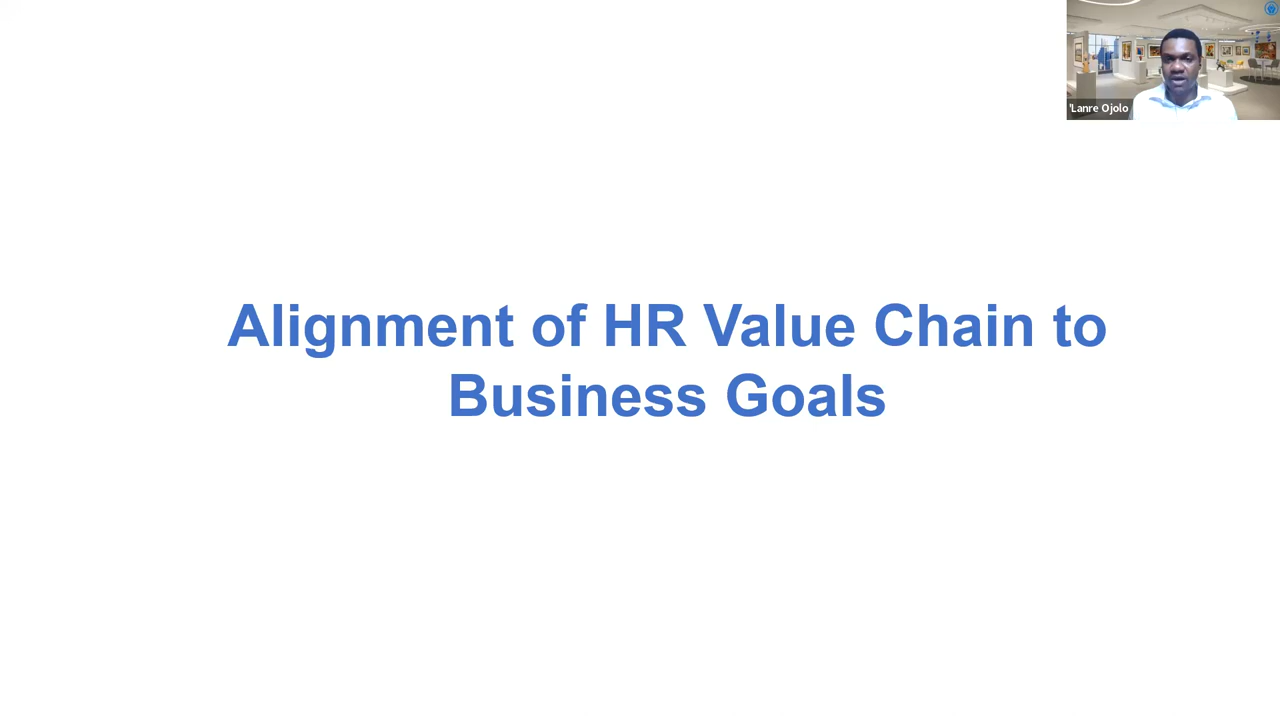 'Lanre Ojolo
Alignment of HR Value Chain to
Business Goals